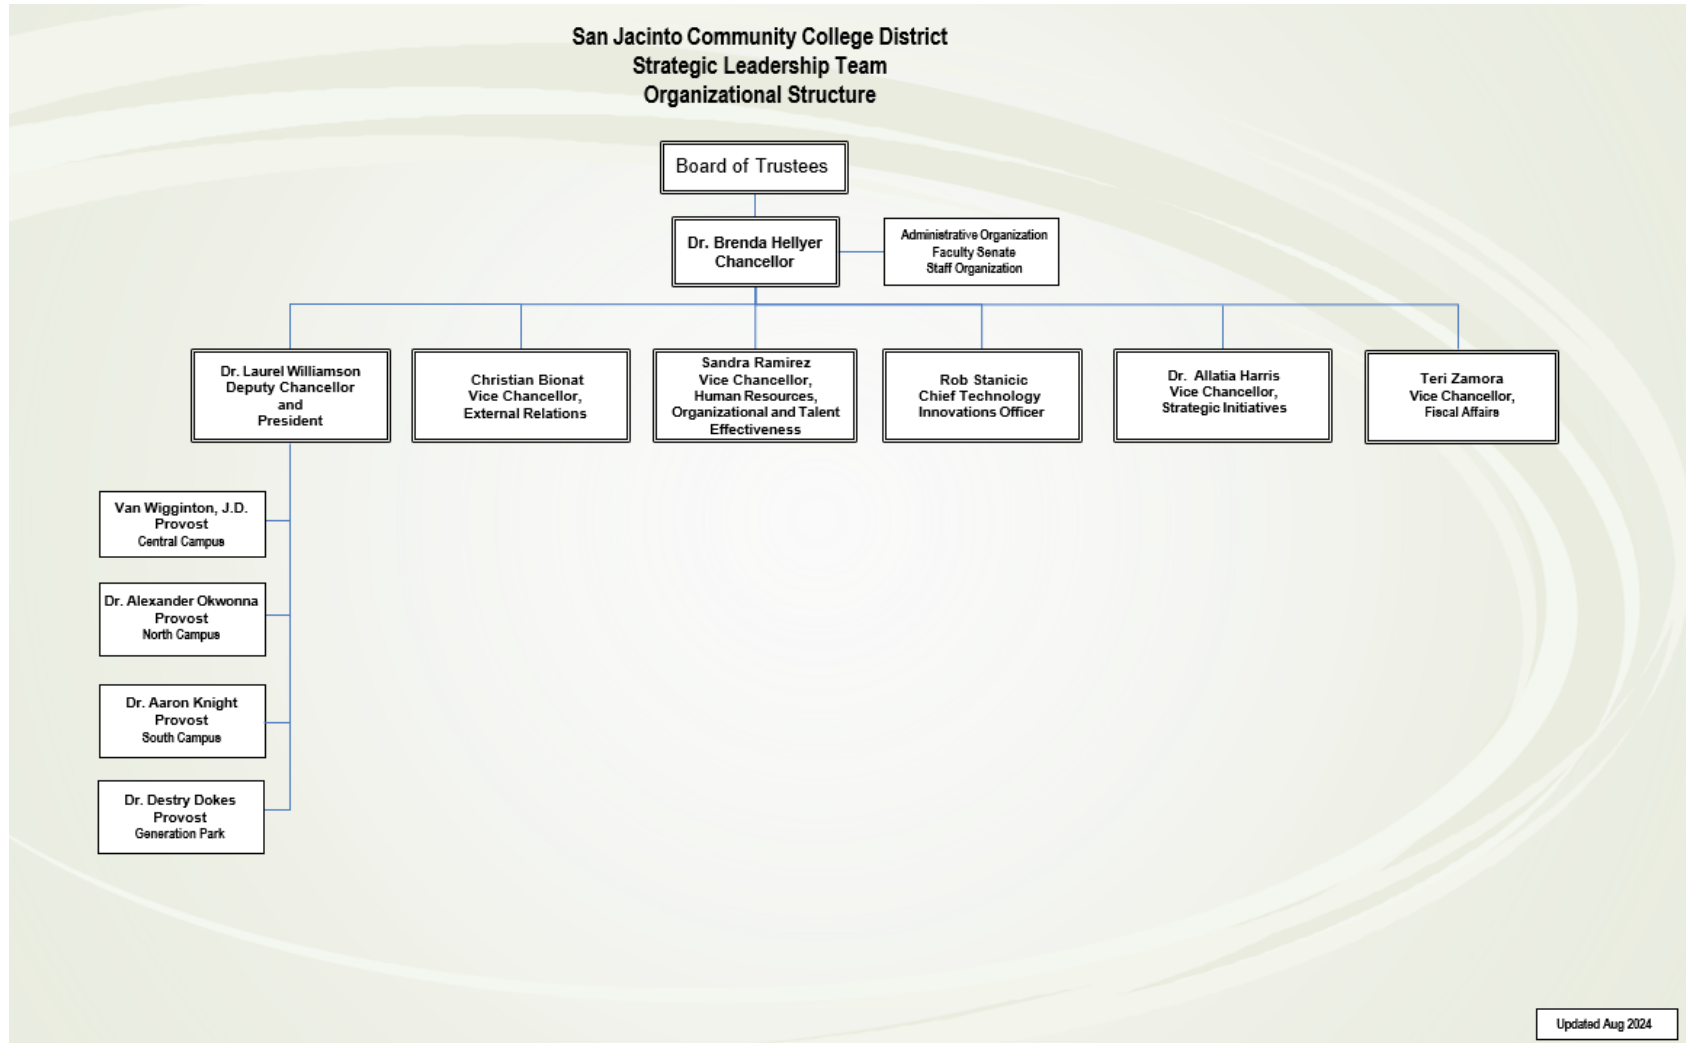 San Jacinto Community College District
Strategic Leadership Team
Organizational Structure
Board of Trustees
Dr. Brenda Hellyer
Chancellor
Administrative Organization
Faculty Senate
Staff Organization
Dr. Laurel Williamson
Deputy Chancellor
and
President
Christian Bionat
Vice Chancellor,
External Relations
Sandra Ramirez
Vice Chancellor,
Human Resources,
Organizational and Talent
Effectiveness
Rob Stanicic
Chief Technology
Innovations Officer
Dr. Allatia Harris
Vice Chancellor,
Strategic Initiatives
Teri Zamora
Vice Chancellor,
Fiscal Affairs
Van Wigginton, J.D.
Provost
Central Campus
Dr. Alexander Okwonna
Provost
North Campus
Dr. Aaron Knight
Provost
South Campus
Dr. Destry Dokes
Provost
Generation Park
Updated Aug 2024